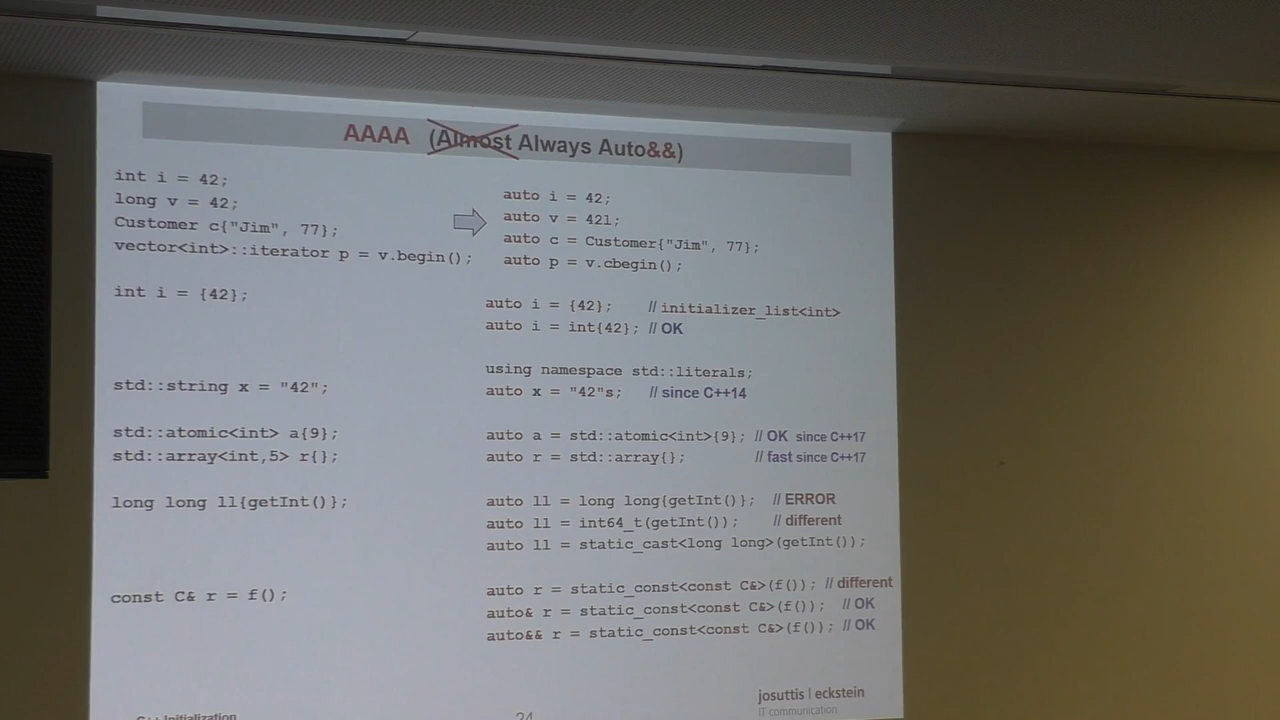 AAAA (Almost Always Auto&&)
int i = 42;
long v = 42;
Customer c{"Jim", 77};
vector<int>::iterator p = v.begin();
auto i = 42;
auto v = 42l;
auto c = Customer{"Jim", 77};
auto p = v.cbegin();
int i = {42};
auto i = {42}; // initializer_list<int>
auto i = int{42}; // OK
std::string x = "42";
using namespace std::literals;
auto x = "42"s; // since C++14
std::atomic<int> a{9};
std::array<int,5> r{};
auto a = std::atomic<int>{9}; // OK since C++17
auto r = std::array{}; // fast since C++17
long long ll{getInt()};
auto ll = long long{getInt()}; // ERROR
auto ll = int64_t(getInt()); // different
auto ll = static_cast<long long>(getInt());
const C& r = f();
auto r = static_const<const C&>(f()); // different
auto& r = static_const<const C&>(f()); // OK
auto&& r = static_const<const C&>(f()); // OK
C++ Initialization
24
josuttis | eckstein
IT communication